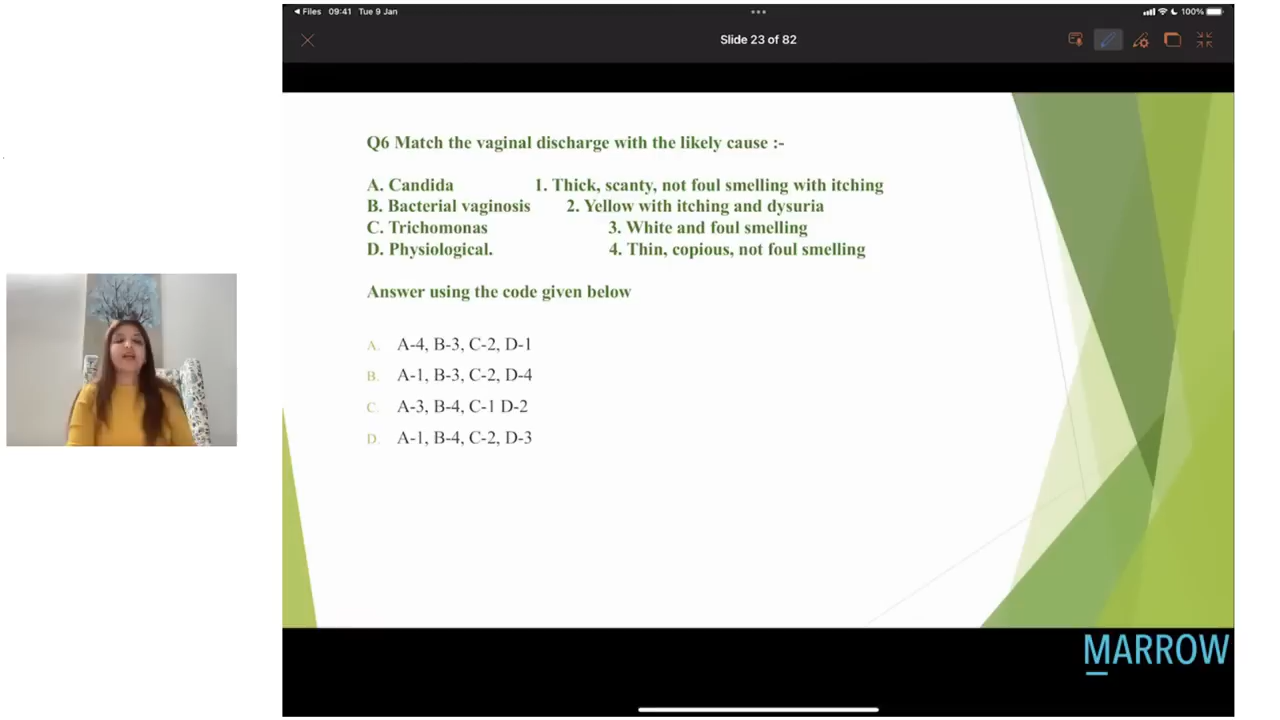 Files 09:41 Tue 9 Jan
100%
Slide 23 of 82
Q6 Match the vaginal discharge with the likely cause :-
A. Candida 1. Thick, scanty, not foul smelling with itching
B. Bacterial vaginosis 2. Yellow with itching and dysuria
C. Trichomonas 3. White and foul smelling
D. Physiological. 4. Thin, copious, not foul smelling
Answer using the code given below
A. A-4, B-3, C-2, D-1
B. A-1, B-3, C-2, D-4
C. A-3, B-4, C-1 D-2
D. A-1, B-4, C-2, D-3
MARROW